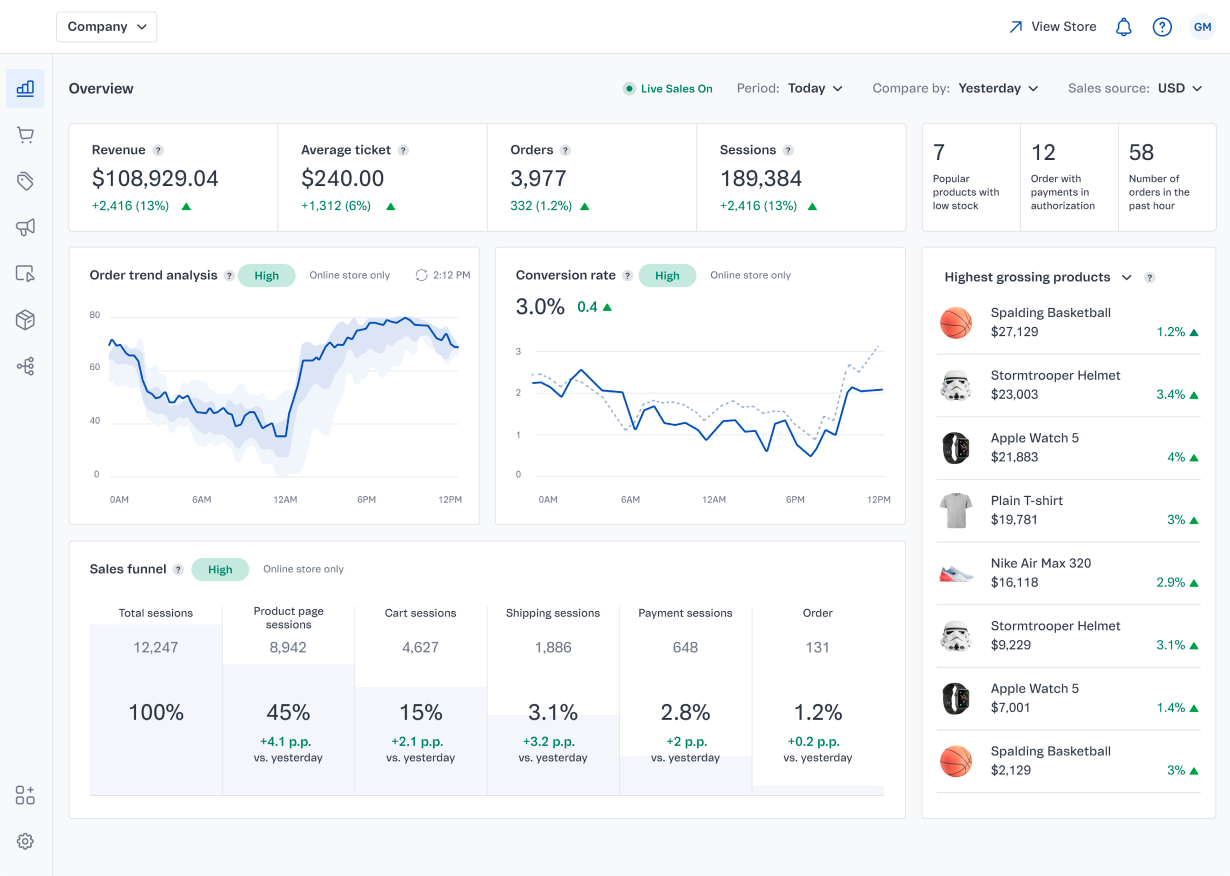 Company
View Store
GM
Overview
Live Sales On
Period: Today
Compare by: Yesterday
Sales source: USD
Revenue ?
$108,929.04
+2,416 (13%)
Average ticket ?
$240.00
+1,312 (6%)
Orders ?
3,977
332 (1.2%)
Sessions ?
189,384
+2,416 (13%)
7
Popular
products with
low stock
12
Order with
payments in
authorization
58
Number of
orders in the
past hour
Order trend analysis ? High Online store only 2:12 PM
80
60
40
0
0AM 6AM 12AM 6PM 12PM
Conversion rate ? High Online store only
3.0% 0.4
3
2
1
0
0AM 6AM 12AM 6PM 12PM
Highest grossing products ?
Spalding Basketball
$27,129 1.2%
Stormtrooper Helmet
$23,003 3.4%
Apple Watch 5
$21,883 4%
Plain T-shirt
$19,781 3%
Nike Air Max 320
$16,118 2.9%
Stormtrooper Helmet
$9,229 3.1%
Apple Watch 5
$7,001 1.4%
Spalding Basketball
$2,129 3%
Sales funnel ? High Online store only
Total sessions
12,247
100%
Product page
sessions
8,942
45%
+4.1 p.p.
vs. yesterday
Cart sessions
4,627
15%
+2.1 p.p.
vs. yesterday
Shipping sessions
1,886
3.1%
+3.2 p.p.
vs. yesterday
Payment sessions
648
2.8%
+2 p.p.
vs. yesterday
Order
131
1.2%
+0.2 p.p.
vs. yesterday